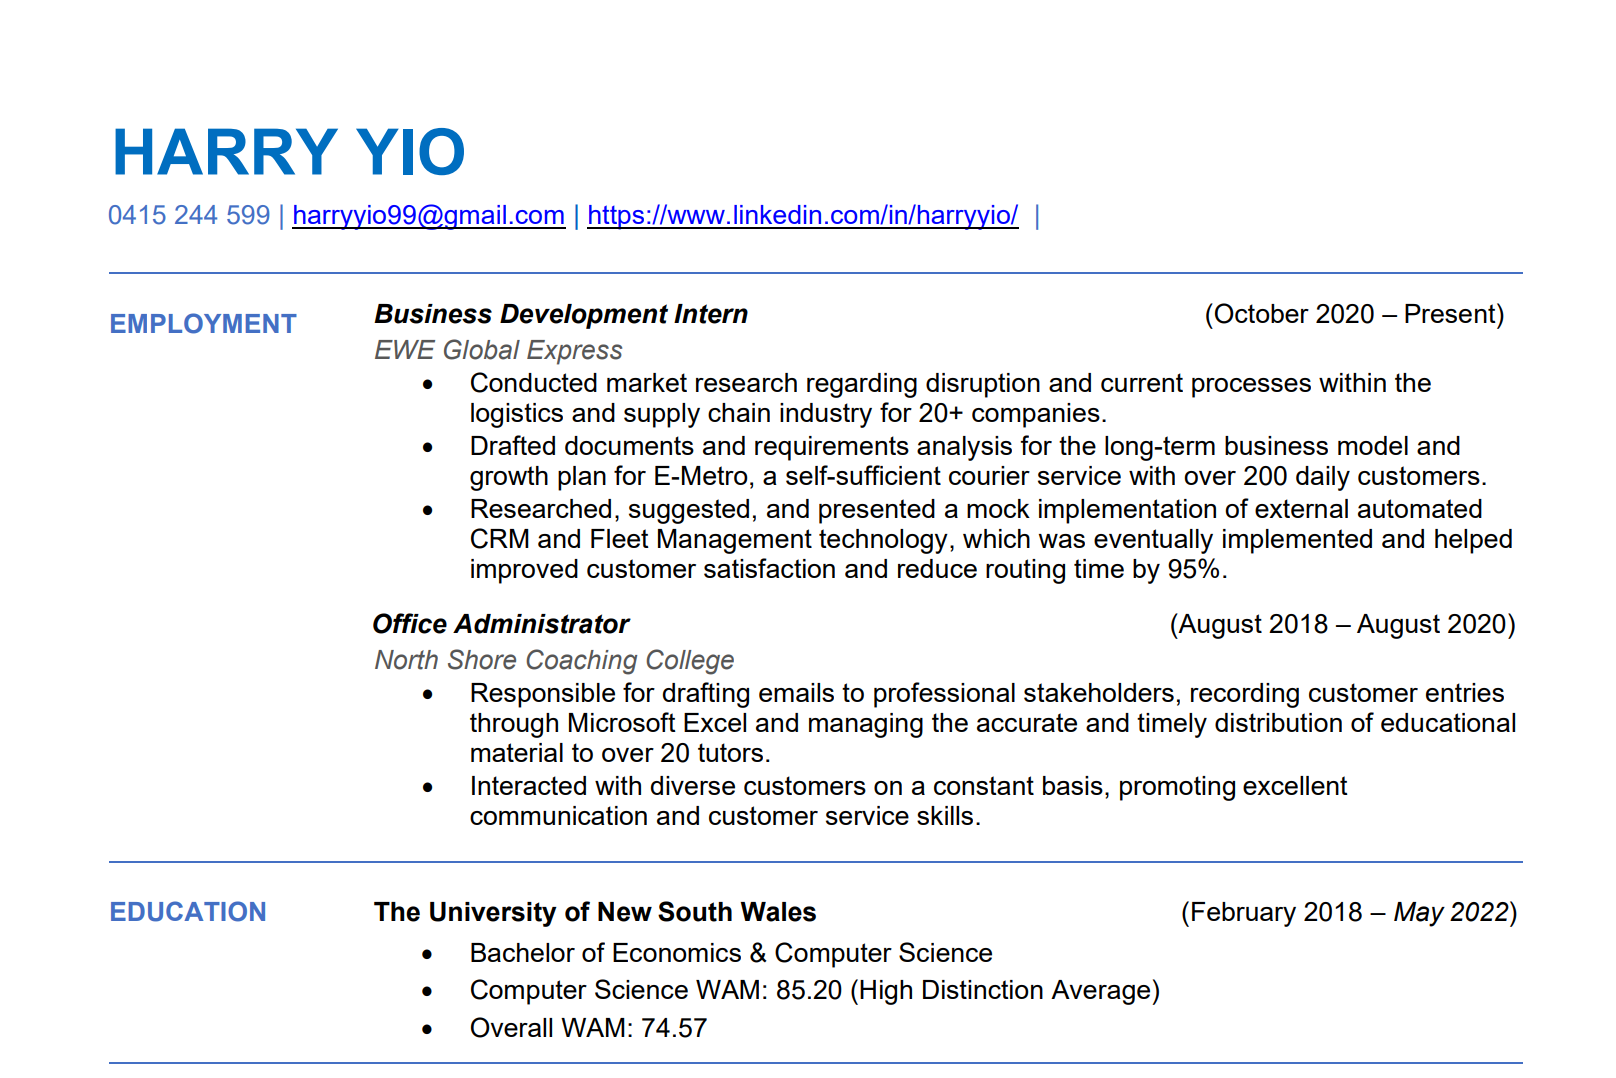 HARRY YIO
0415 244 599 | harryyio99@gmail.com | https://www.linkedin.com/in/harryyio/ |
EMPLOYMENT
Business Development Intern (October 2020 – Present)
EWE Global Express
• Conducted market research regarding disruption and current processes within the
logistics and supply chain industry for 20+ companies.
• Drafted documents and requirements analysis for the long-term business model and
growth plan for E-Metro, a self-sufficient courier service with over 200 daily customers.
• Researched, suggested, and presented a mock implementation of external automated
CRM and Fleet Management technology, which was eventually implemented and helped
improved customer satisfaction and reduce routing time by 95%.
Office Administrator (August 2018 – August 2020)
North Shore Coaching College
• Responsible for drafting emails to professional stakeholders, recording customer entries
through Microsoft Excel and managing the accurate and timely distribution of educational
material to over 20 tutors.
• Interacted with diverse customers on a constant basis, promoting excellent
communication and customer service skills.
EDUCATION
The University of New South Wales (February 2018 – May 2022)
• Bachelor of Economics & Computer Science
• Computer Science WAM: 85.20 (High Distinction Average)
• Overall WAM: 74.57